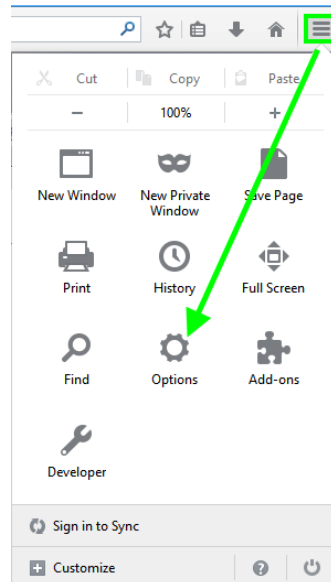 Cut Copy Paste
− 100% +
New Window New Private Window Save Page
Print History Full Screen
Find Options Add-ons
Developer
Sign in to Sync
Customize